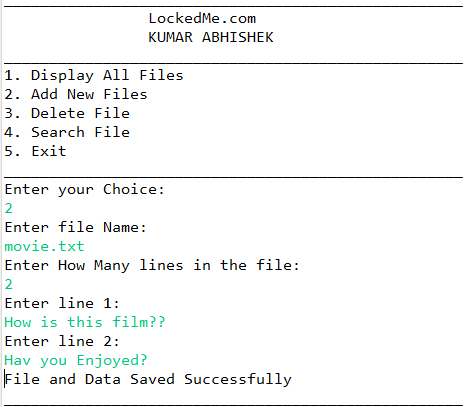 LockedMe.com
KUMAR ABHISHEK
1. Display All Files
2. Add New Files
3. Delete File
4. Search File
5. Exit
Enter your Choice:
2
Enter file Name:
movie.txt
Enter How Many lines in the file:
2
Enter line 1:
How is this film??
Enter line 2:
Hav you Enjoyed?
File and Data Saved Successfully